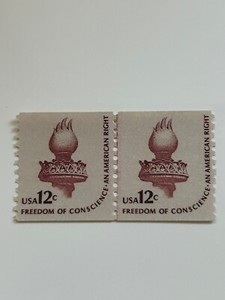 USA 12c
FREEDOM OF CONSCIENCE · AN AMERICAN RIGHT
USA 12c
FREEDOM OF CONSCIENCE · AN AMERICAN RIGHT